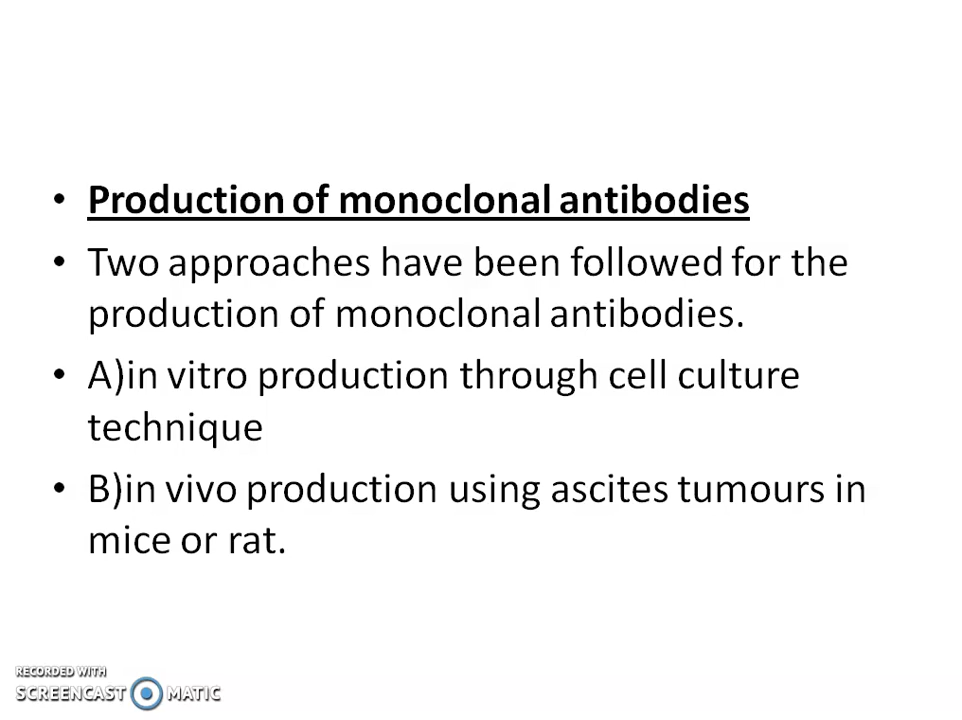 • Production of monoclonal antibodies
• Two approaches have been followed for the
production of monoclonal antibodies.
• A)in vitro production through cell culture
technique
• B)in vivo production using ascites tumours in
mice or rat.
RECORDED WITH
SCREENCAST MATIC